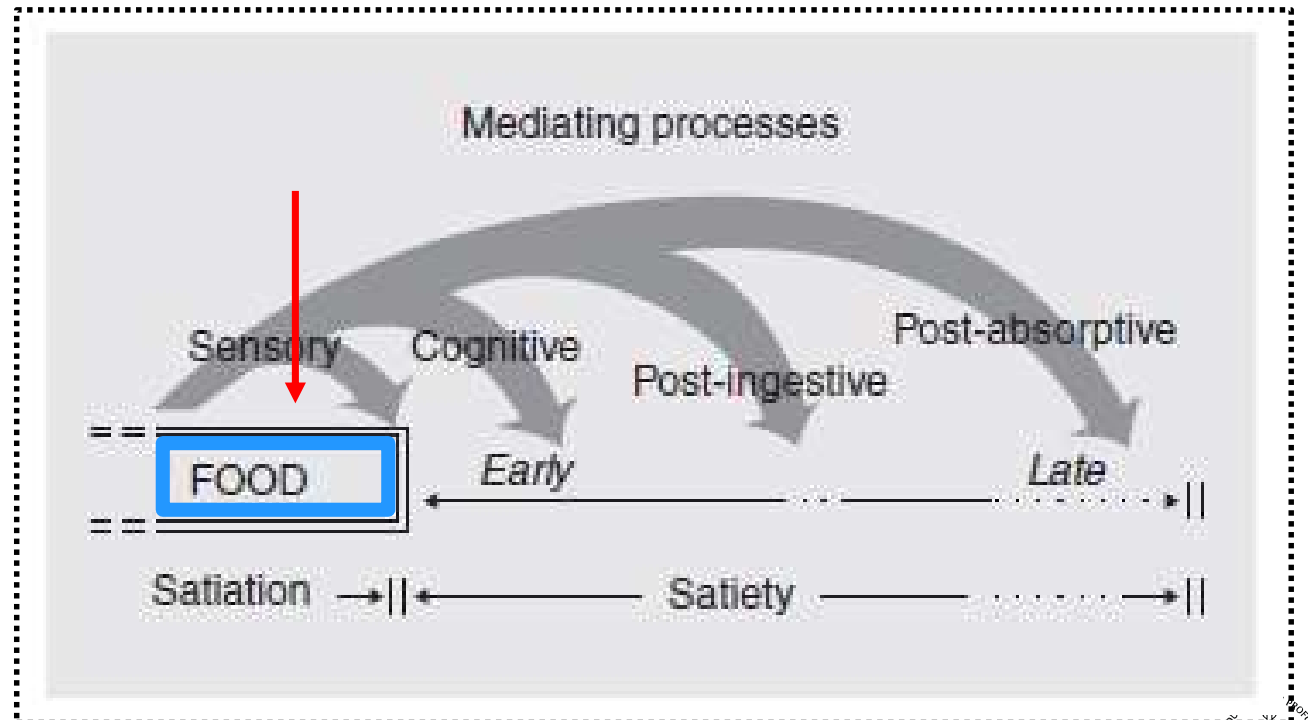 Mediating processes
Sensory Cognitive
Post-absorptive
Post-ingestive
FOOD
Early
Late
Satiation
Satiety